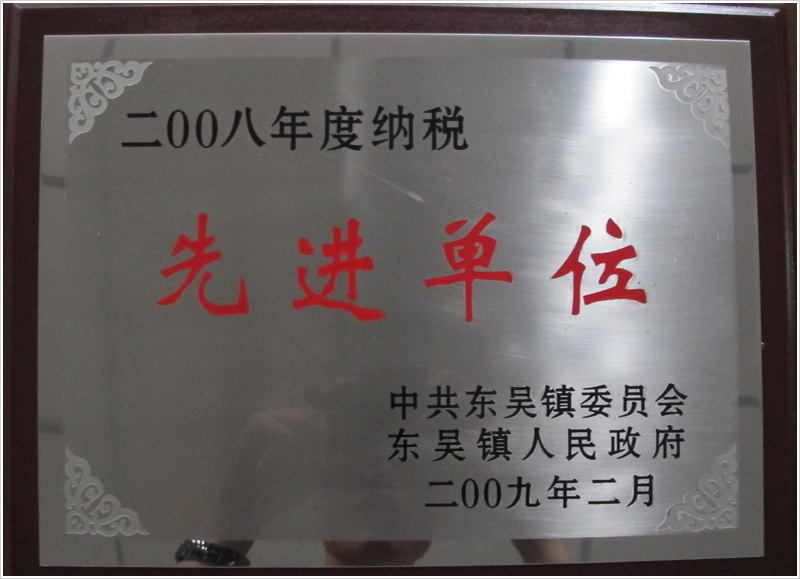 二00八年度纳税
先进单位
中共东吴镇委员会
东吴镇人民政府
二00九年二月